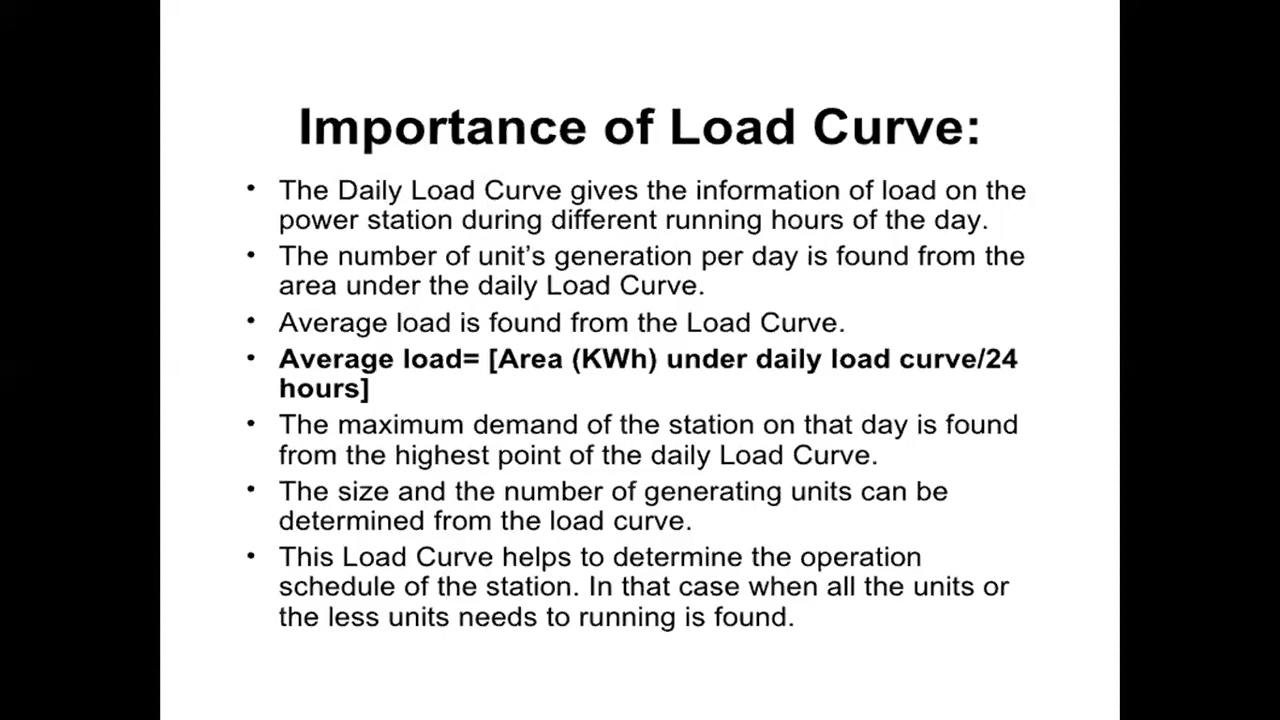 Importance of Load Curve:
• The Daily Load Curve gives the information of load on the
power station during different running hours of the day.
• The number of unit’s generation per day is found from the
area under the daily Load Curve.
• Average load is found from the Load Curve.
• Average load= [Area (KWh) under daily load curve/24
hours]
• The maximum demand of the station on that day is found
from the highest point of the daily Load Curve.
• The size and the number of generating units can be
determined from the load curve.
• This Load Curve helps to determine the operation
schedule of the station. In that case when all the units or
the less units needs to running is found.